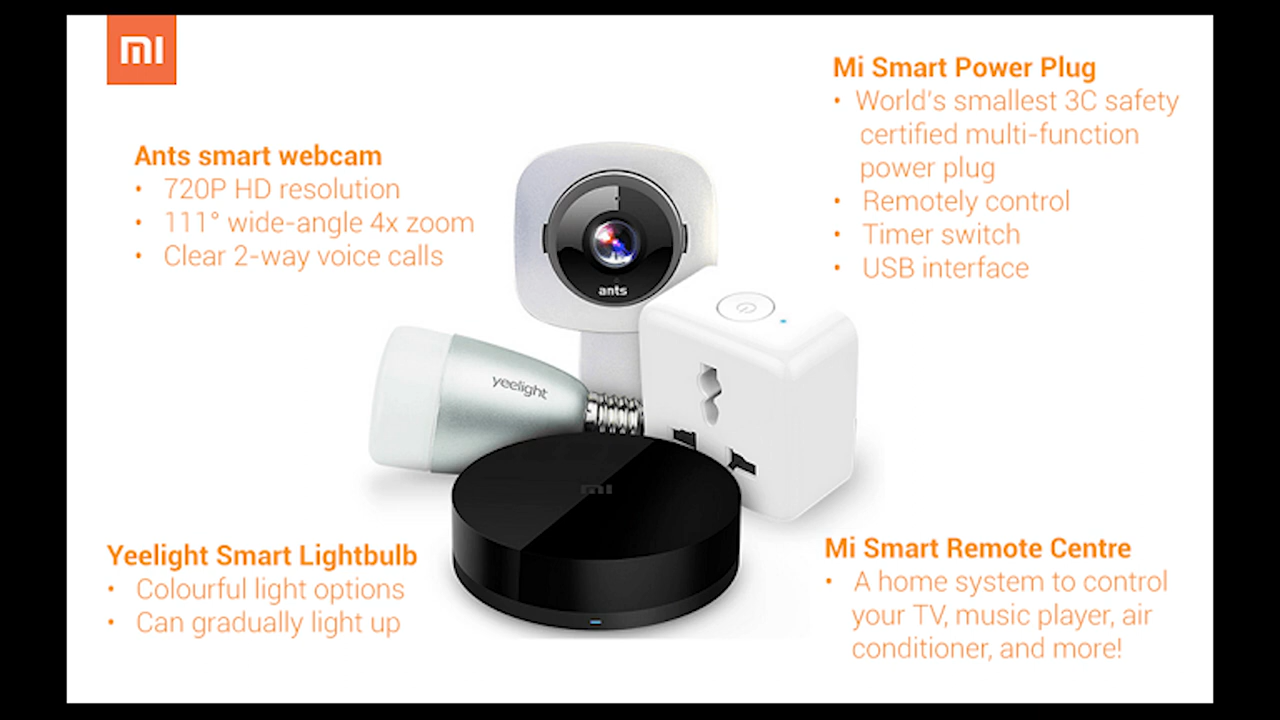 mi
Ants smart webcam
• 720P HD resolution
• 111° wide-angle 4x zoom
• Clear 2-way voice calls
Mi Smart Power Plug
• World's smallest 3C safety
certified multi-function
power plug
• Remotely control
• Timer switch
• USB interface
ants
yeelight
mi
Yeelight Smart Lightbulb
• Colourful light options
• Can gradually light up
Mi Smart Remote Centre
• A home system to control
your TV, music player, air
conditioner, and more!